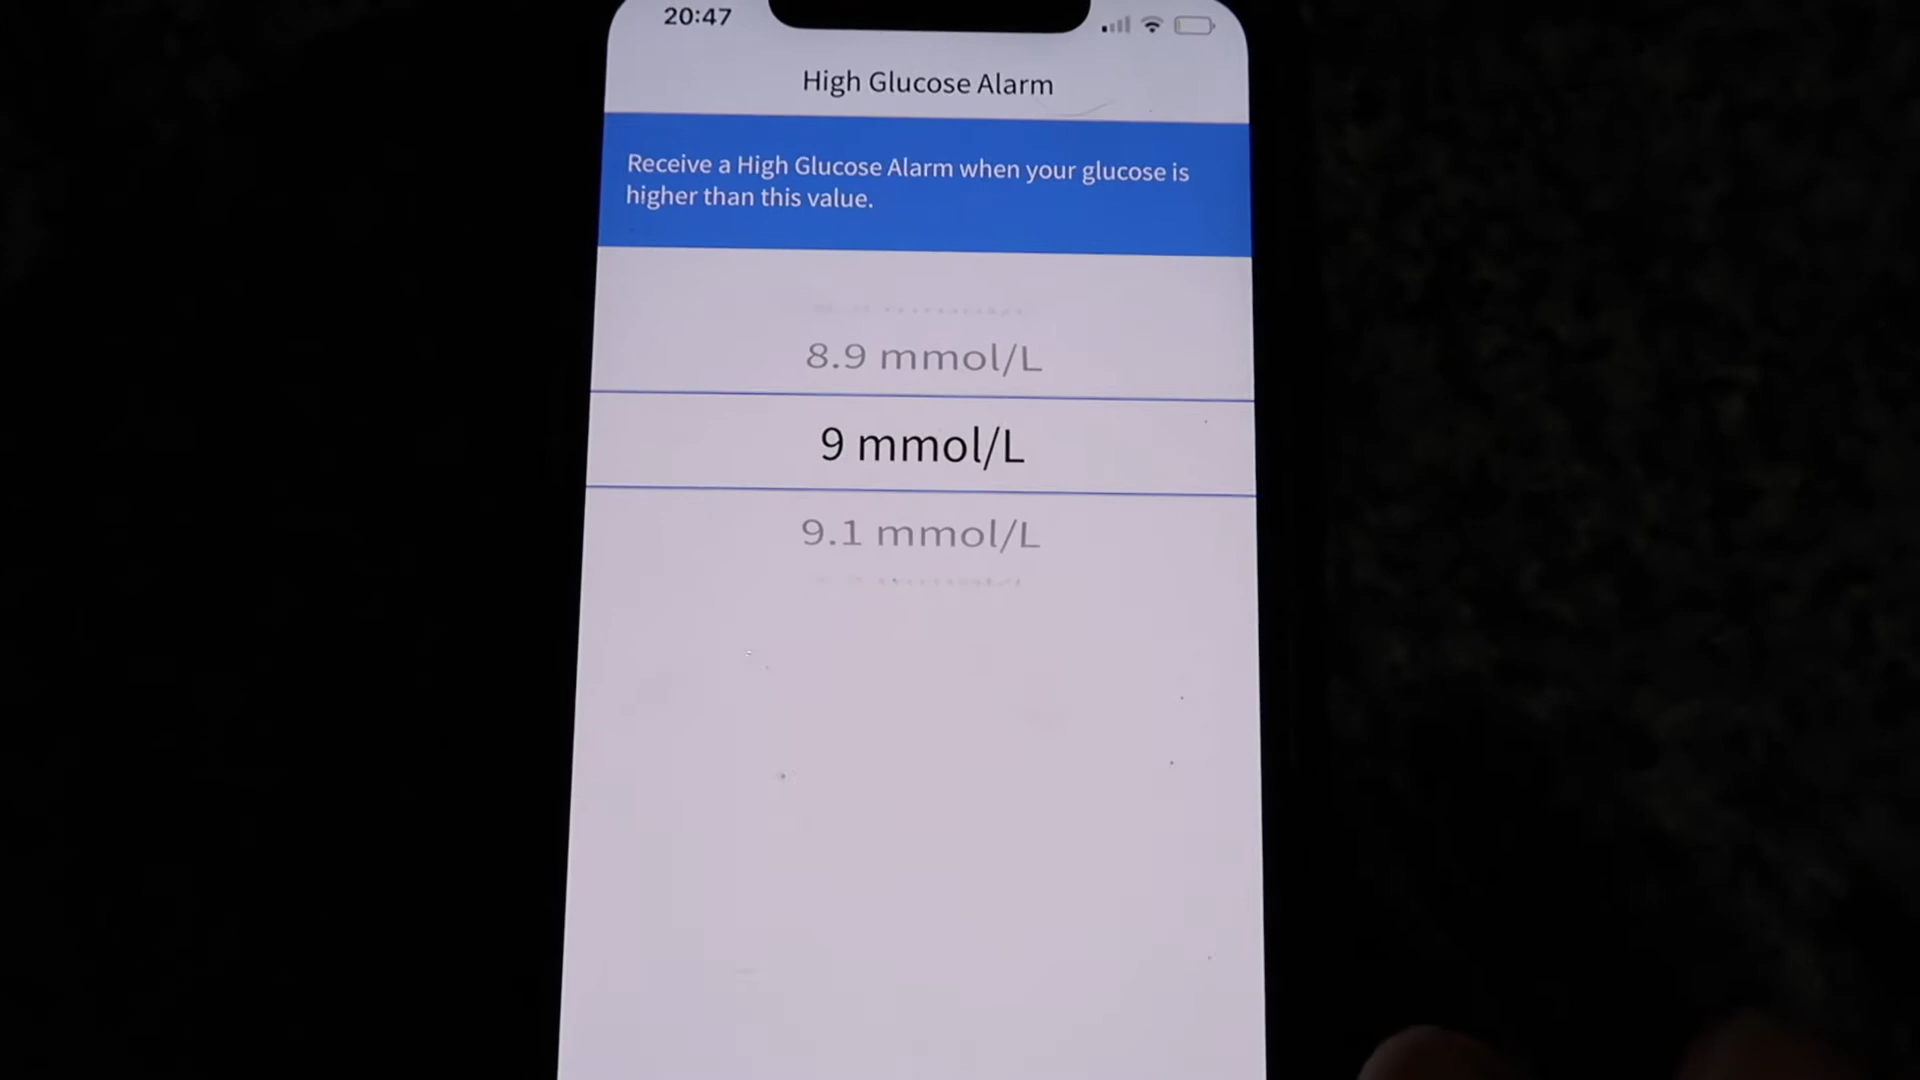 20:47
High Glucose Alarm
Receive a High Glucose Alarm when your glucose is
higher than this value.
8.9 mmol/L
9 mmol/L
9.1 mmol/L